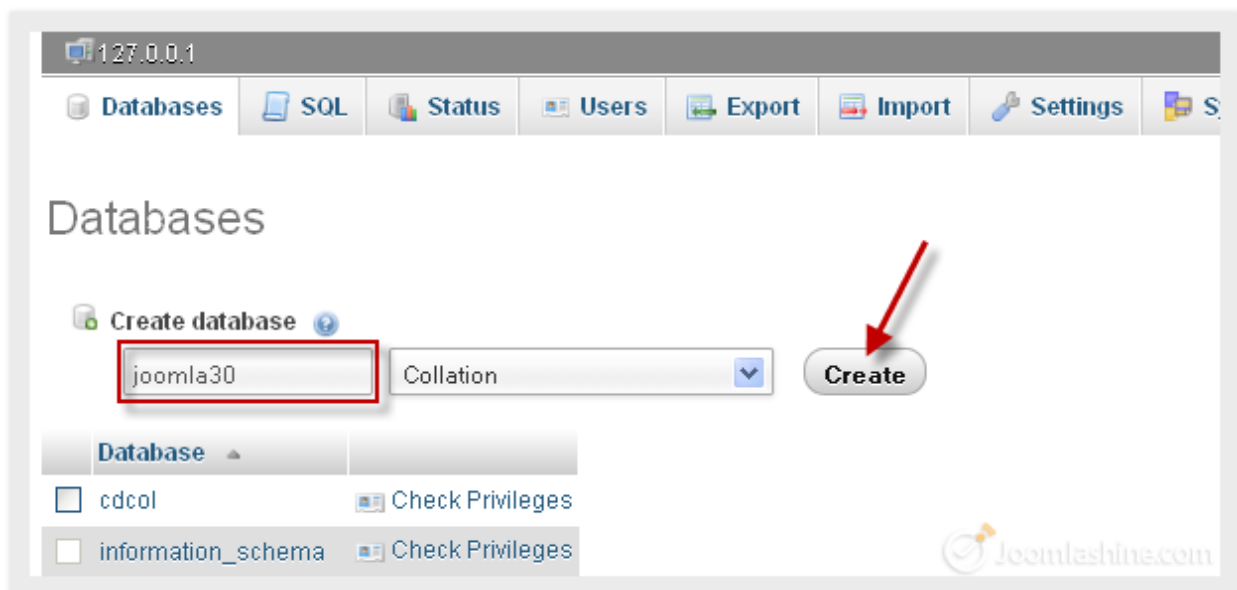 127.0.0.1
Databases SQL Status Users Export Import Settings
Databases
Create database
joomla30 Collation Create
Database
cdcol Check Privileges
information_schema Check Privileges
Joomlashine.com